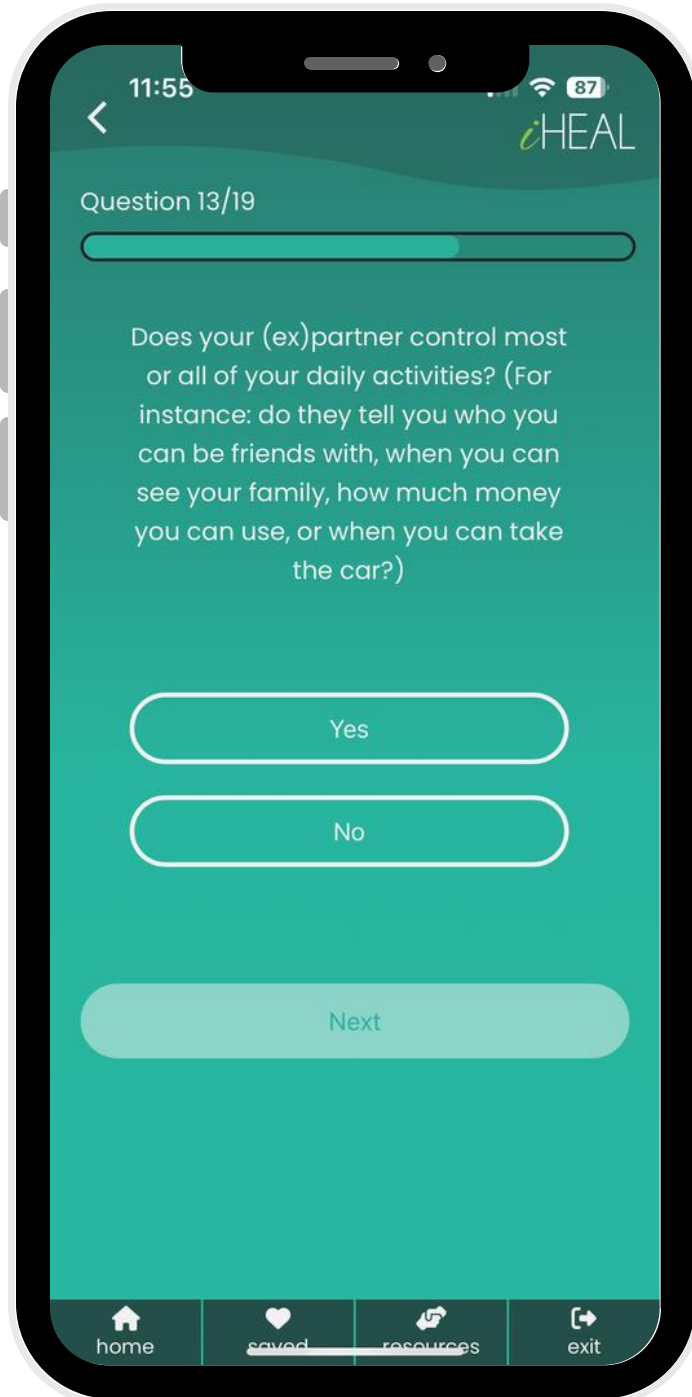 11:55
87
iHEAL
Question 13/19
Does your (ex)partner control most
or all of your daily activities? (For
instance: do they tell you who you
can be friends with, when you can
see your family, how much money
you can use, or when you can take
the car?)
Yes
No
Next
home saved resources exit